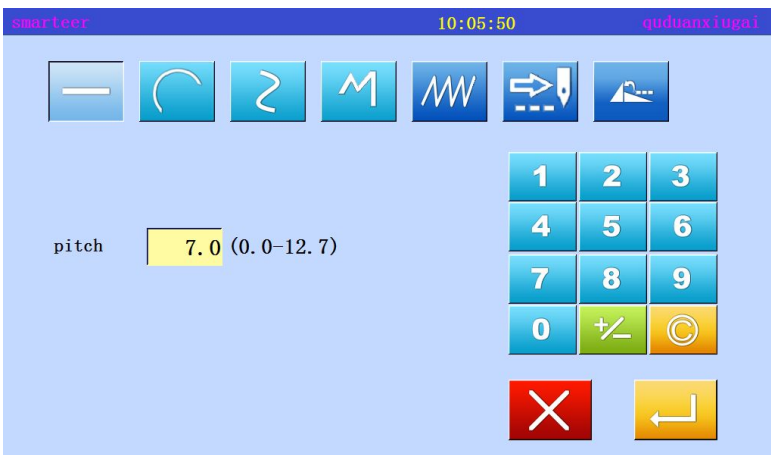 smarteer 10:05:50 quduanxiugai
1 2 3
4 5 6
pitch 7.0 (0.0-12.7)
7 8 9
0 +/- ©